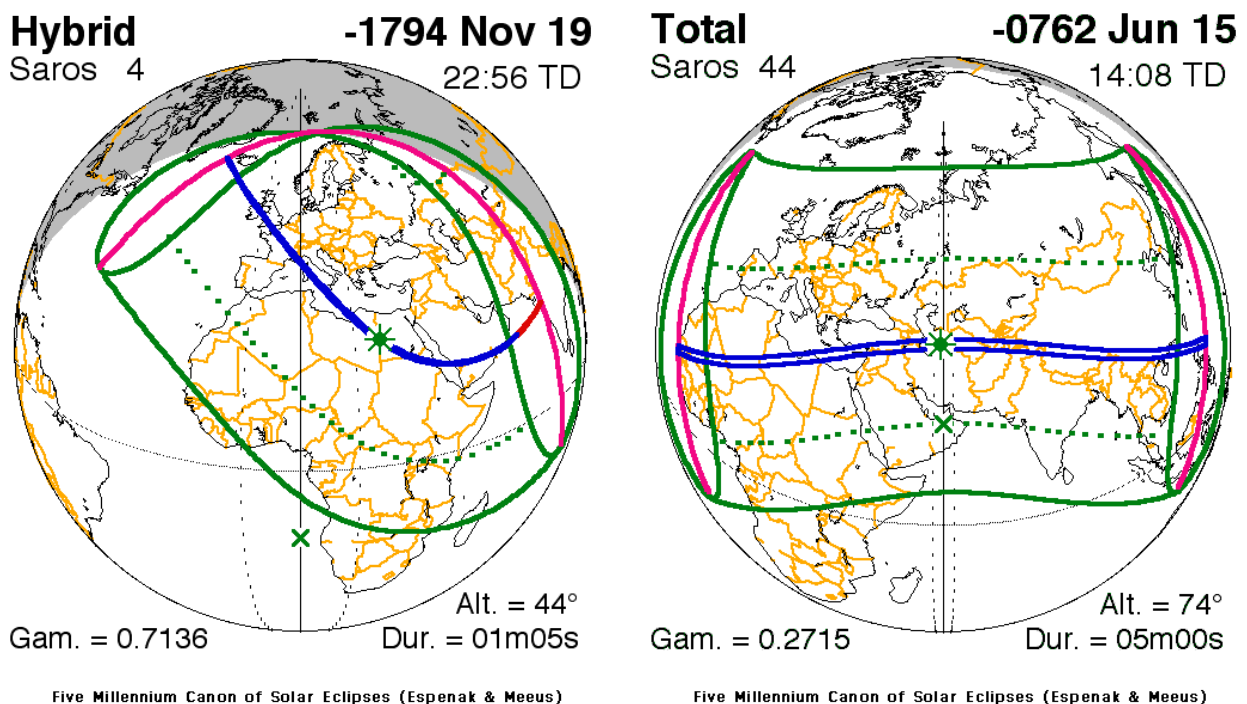 Hybrid -1794 Nov 19
Saros 4 22:56 TD
Alt. = 44°
Gam. = 0.7136 Dur. = 01m05s
Five Millennium Canon of Solar Eclipses (Espenak & Meeus)
Total -0762 Jun 15
Saros 44 14:08 TD
Alt. = 74°
Gam. = 0.2715 Dur. = 05m00s
Five Millennium Canon of Solar Eclipses (Espenak & Meeus)